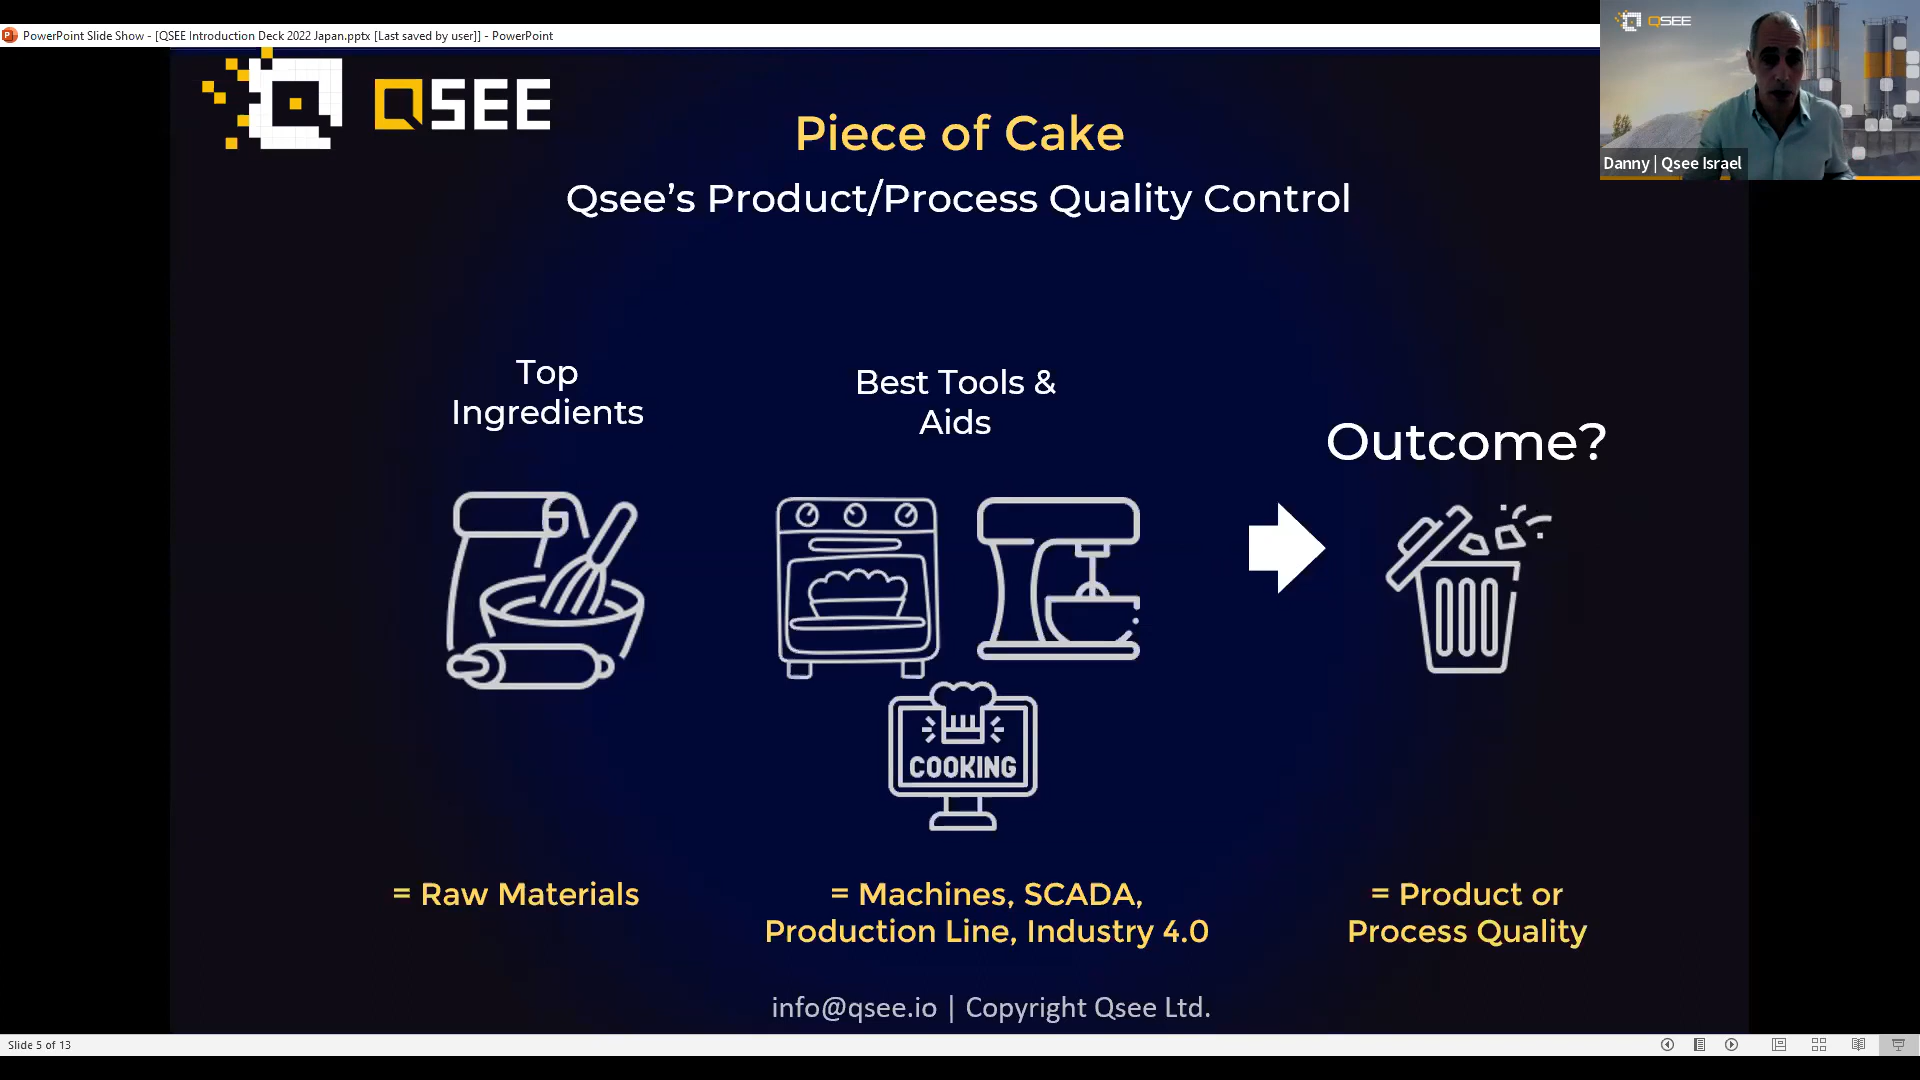 PowerPoint Slide Show - [QSEE Introduction Deck 2022 Japan.pptx [Last saved by user]] - PowerPoint
QSEE
QSEE
Danny | Qsee Israel
Piece of Cake
Qsee's Product/Process Quality Control
Top
Ingredients
Best Tools &
Aids
Outcome?
COOKING
= Raw Materials
= Machines, SCADA,
Production Line, Industry 4.0
= Product or
Process Quality
info@qsee.io | Copyright Qsee Ltd.
Slide 5 of 13